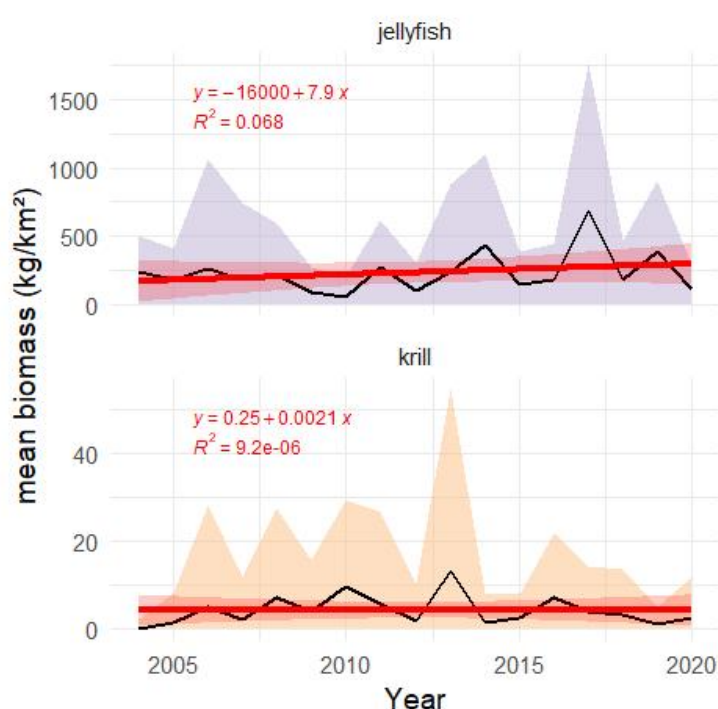 jellyfish
y = −16000 + 7.9 x
R² = 0.068
1500
1000
500
0
krill
y = 0.25 + 0.0021 x
R² = 9.2e-06
40
20
0
mean biomass (kg/km²)
2005 2010 2015 2020
Year